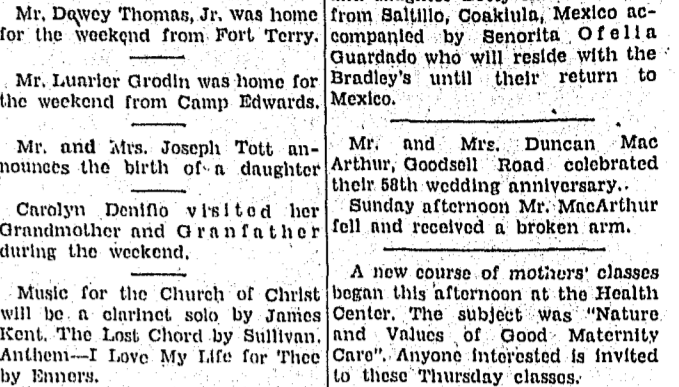 Mr. Dewey Thomas, Jr. was home
for the weekend from Fort Terry.
Mr. Luarier Grodin was home for
the weekend from Camp Edwards.
Mr. and Mrs. Joseph Tott an-
nounces the birth of a daughter
Carolyn Deniflo visited her
Grandmother and Granfather
during the weekend.
Music for the Church of Christ
will be a clarinet solo by James
Kent. The Lost Chord by Sullivan.
Anthem—I Love My Life for Thee
by Enners.
from Saltillo, Coakiula, Mexico ac-
companied by Senorita Ofelia
Guardado who will reside with the
Bradley's until their return to
Mexico.
Mr. and Mrs. Duncan Mac
Arthur, Goodsell Road celebrated
their 58th wedding anniversary.
Sunday afternoon Mr. MacArthur
fell and received a broken arm.
A new course of mothers' classes
began this afternoon at the Health
Center. The subject was "Nature
and Values of Good Maternity
Care". Anyone interested is invited
to these Thursday classes.